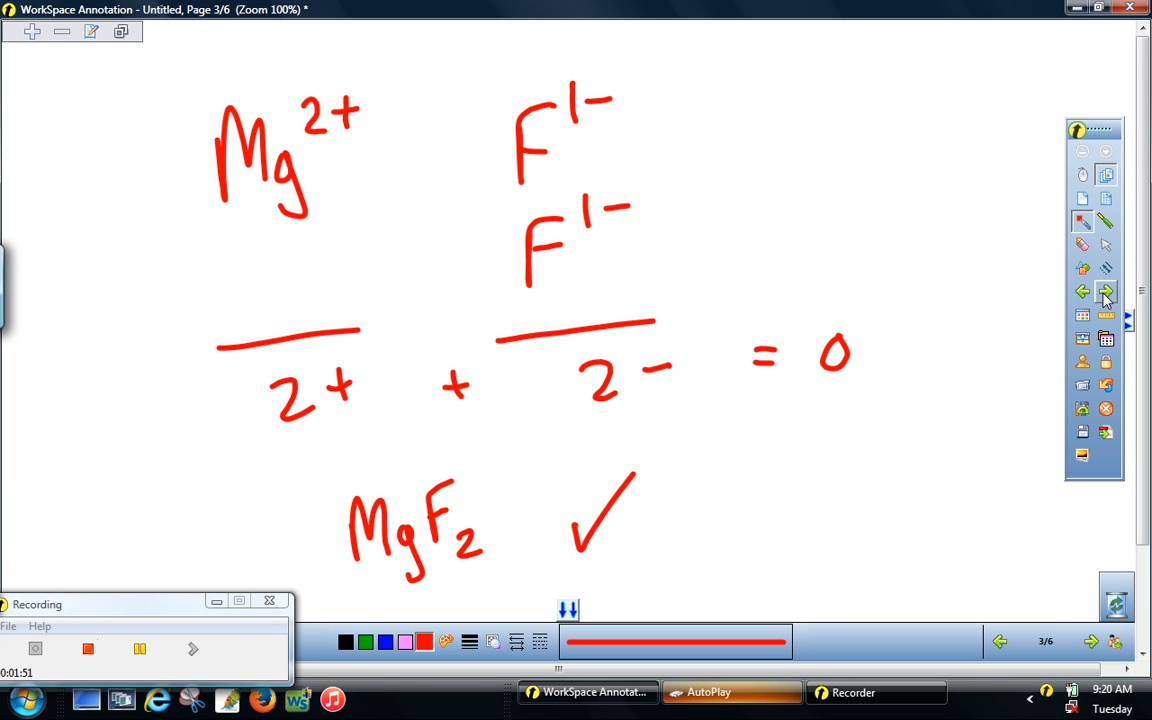 WorkSpace Annotation - Untitled, Page 3/6 (Zoom 100%) *
Mg2+ F1-
F1-
2+ + 2- = 0
MgF2 ✓
Recording
File Help
0:01:51
3/6
WorkSpace Annotat...
AutoPlay
Recorder
9:20 AM
Tuesday